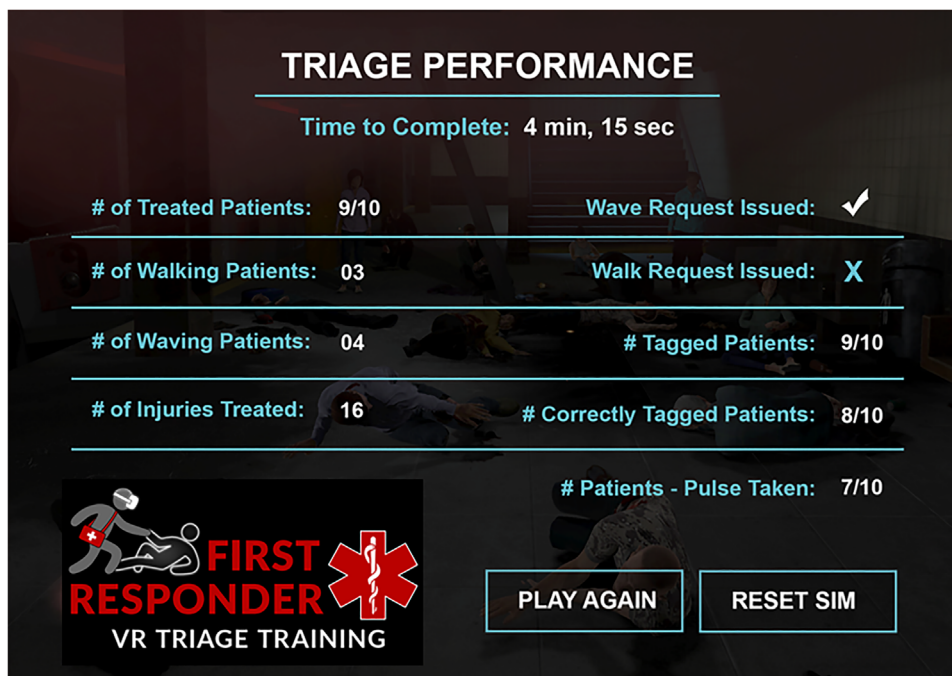 TRIAGE PERFORMANCE
Time to Complete: 4 min, 15 sec
# of Treated Patients: 9/10
Wave Request Issued: ✓
# of Walking Patients: 03
Walk Request Issued: X
# of Waving Patients: 04
# Tagged Patients: 9/10
# of Injuries Treated: 16
# Correctly Tagged Patients: 8/10
# Patients - Pulse Taken: 7/10
FIRST
RESPONDER
VR TRIAGE TRAINING
PLAY AGAIN
RESET SIM